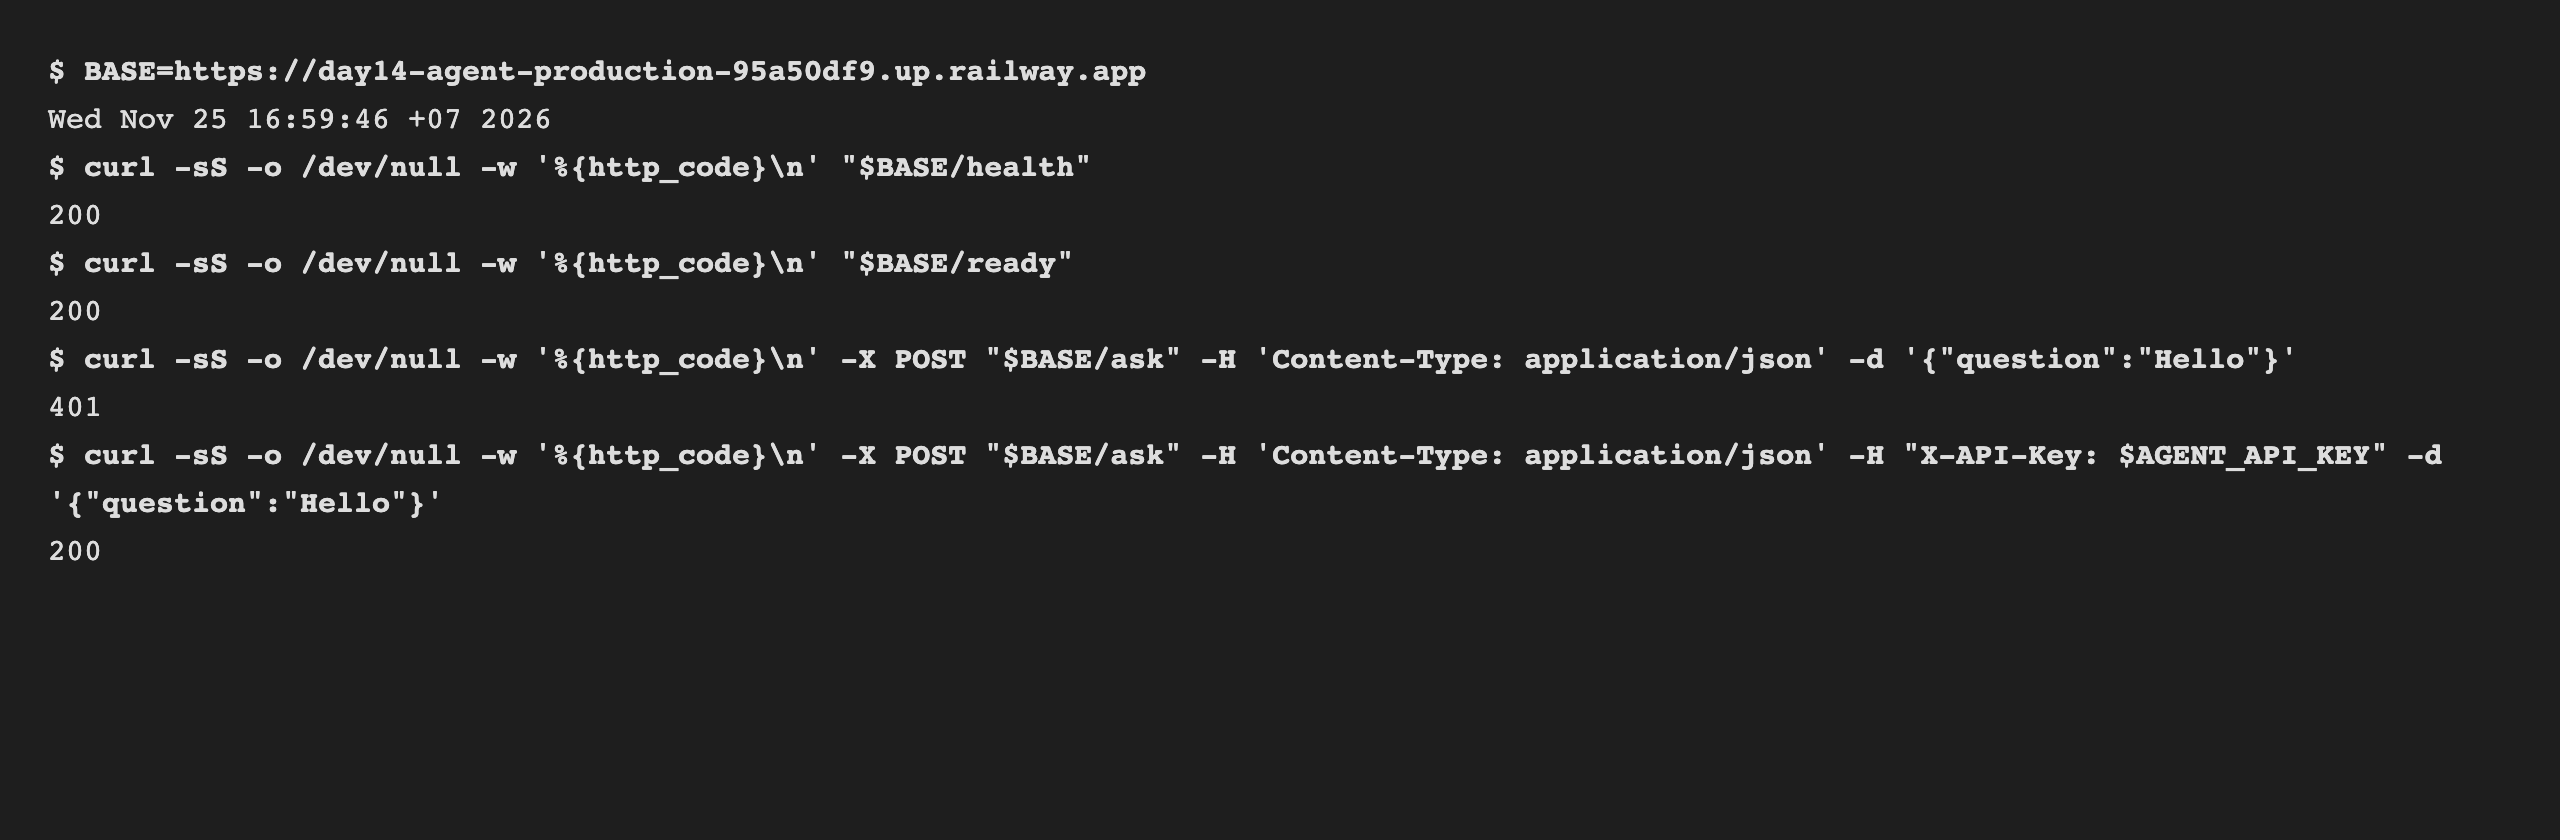 $ BASE=https://day14-agent-production-95a50df9.up.railway.app
Wed Nov 25 16:59:46 +07 2026
$ curl -sS -o /dev/null -w '%{http_code}\n' "$BASE/health"
200
$ curl -sS -o /dev/null -w '%{http_code}\n' "$BASE/ready"
200
$ curl -sS -o /dev/null -w '%{http_code}\n' -X POST "$BASE/ask" -H 'Content-Type: application/json' -d '{"question":"Hello"}'
401
$ curl -sS -o /dev/null -w '%{http_code}\n' -X POST "$BASE/ask" -H 'Content-Type: application/json' -H "X-API-Key: $AGENT_API_KEY" -d
'{"question":"Hello"}'
200